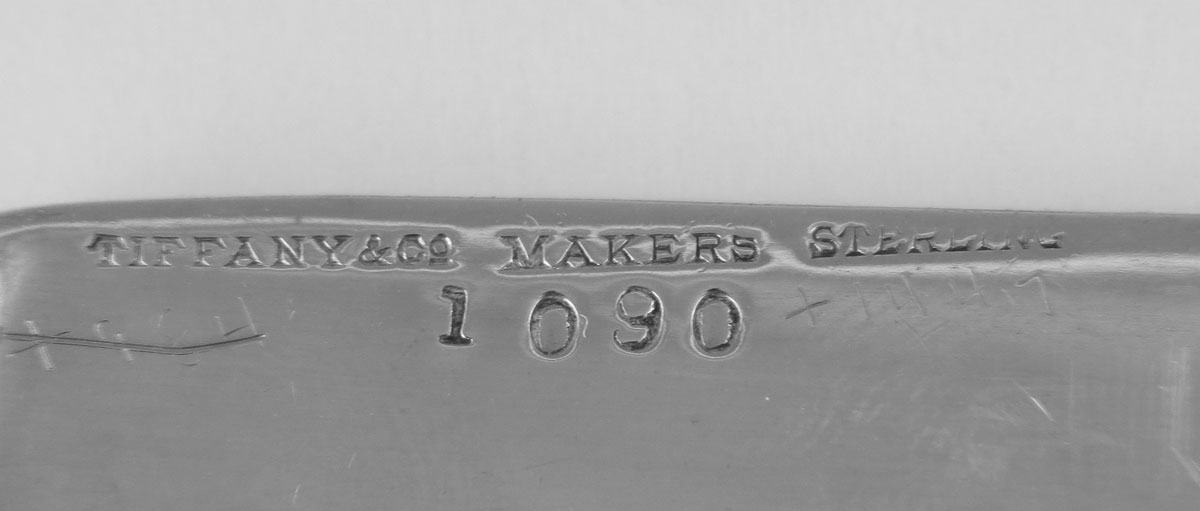 TIFFANY & Co MAKERS STERLING
1090